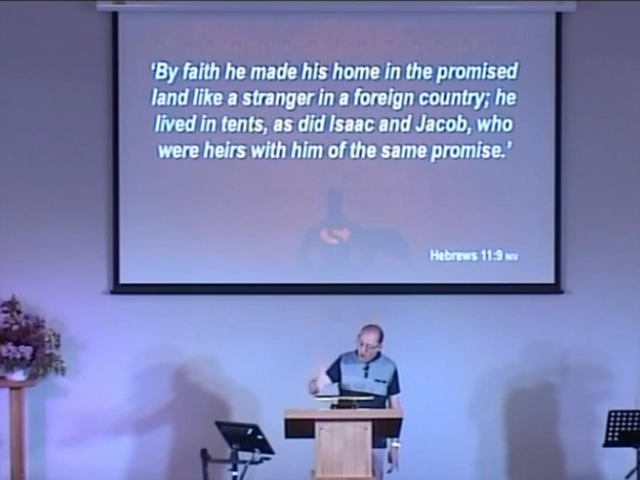 ‘By faith he made his home in the promised
land like a stranger in a foreign country; he
lived in tents, as did Isaac and Jacob, who
were heirs with him of the same promise.’
Hebrews 11:9 NIV